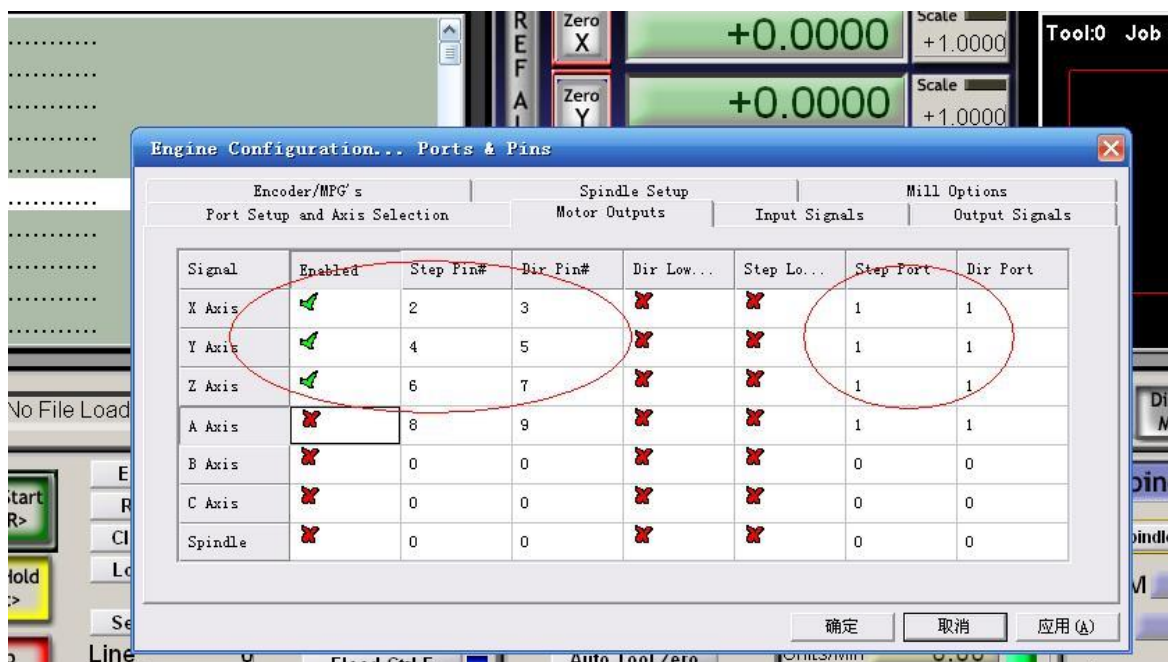 REF A
Zero X
+0.0000
Scale
+1.0000
Tool:0 Job
Zero Y
+0.0000
Scale
+1.0000
Engine Configuration... Ports & Pins
Encoder/MPG's Spindle Setup Mill Options
Port Setup and Axis Selection Motor Outputs Input Signals Output Signals
Signal Enabled Step Pin# Dir Pin# Dir Low... Step Lo... Step Port Dir Port
X Axis 2 3 1 1
Y Axis 4 5 1 1
Z Axis 6 7 1 1
A Axis 8 9 1 1
B Axis 0 0 0 0
C Axis 0 0 0 0
Spindle 0 0 0 0
No File Load
确定 取消 应用(A)
Line